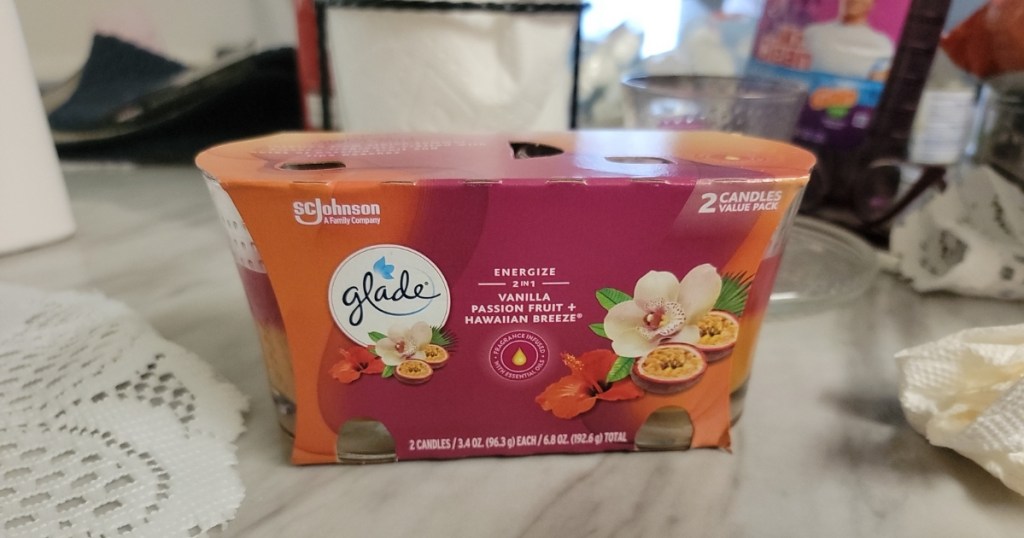 SC Johnson
A Family Company
2 CANDLES
VALUE PACK
glade®
ENERGIZE
2 IN 1
VANILLA
PASSION FRUIT +
HAWAIIAN BREEZE®
FRAGRANCE INFUSED
WITH ESSENTIAL OILS
2 CANDLES / 3.4 OZ. (96.3 g) EACH / 6.8 OZ. (192.6 g) TOTAL